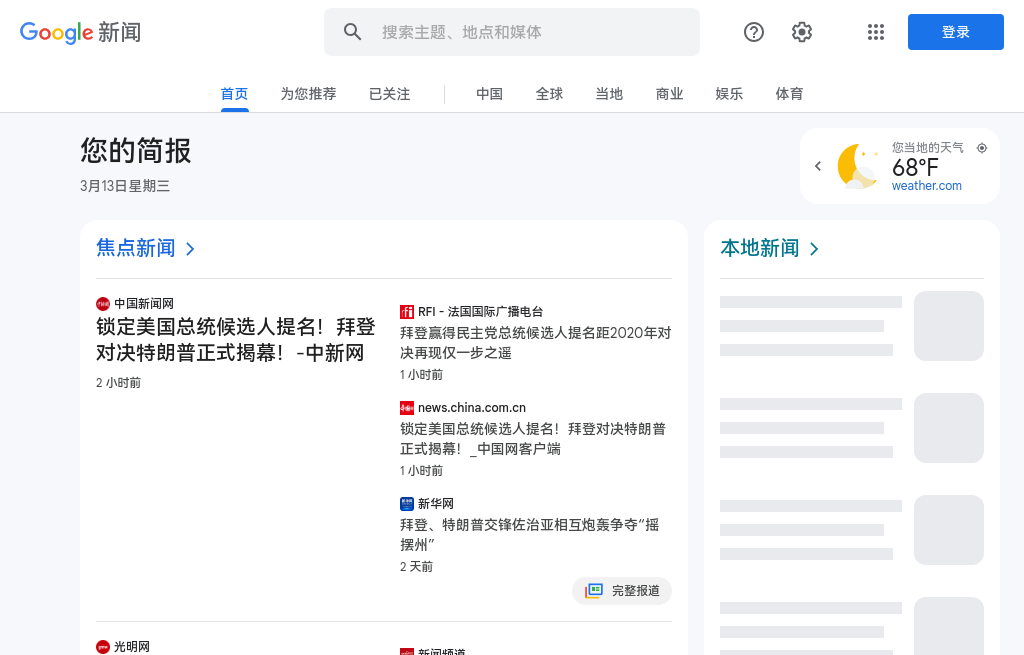 Google 新闻
搜索主题、地点和媒体
登录
首页 为您推荐 已关注 中国 全球 当地 商业 娱乐 体育
您的简报
3月13日星期三
您当地的天气
68°F
weather.com
焦点新闻
中国新闻网
锁定美国总统候选人提名！拜登
对决特朗普正式揭幕！-中新网
2 小时前
RFI - 法国国际广播电台
拜登赢得民主党总统候选人提名距2020年对
决再现仅一步之遥
1 小时前
news.china.com.cn
锁定美国总统候选人提名！拜登对决特朗普
正式揭幕！_中国网客户端
1 小时前
新华网
拜登、特朗普交锋佐治亚相互炮轰争夺“摇
摆州”
2 天前
完整报道
光明网
新闻频道
本地新闻